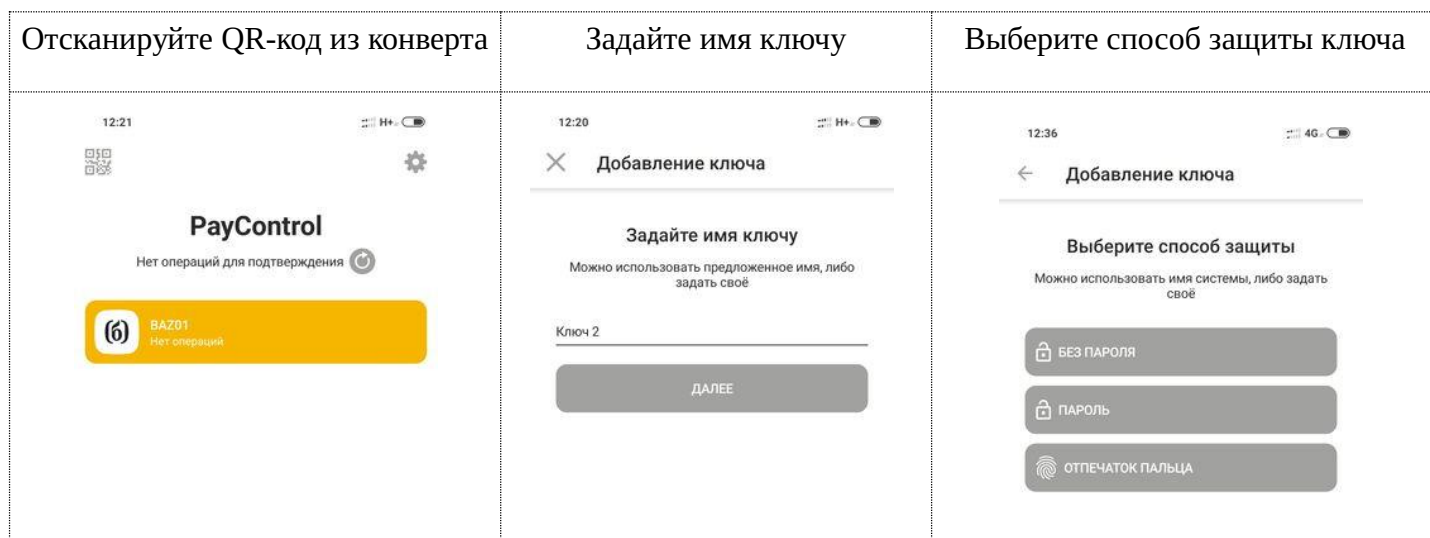 Отсканируйте QR-код из конверта
Задайте имя ключу
Выберите способ защиты ключа
12:21
H+
PayControl
Нет операций для подтверждения
(б)
BAZ01
Нет операций
12:20
H+
Добавление ключа
Задайте имя ключу
Можно использовать предложенное имя, либо
задать своё
Ключ 2
ДАЛЕЕ
12:36
4G
Добавление ключа
Выберите способ защиты
Можно использовать имя системы, либо задать
своё
БЕЗ ПАРОЛЯ
ПАРОЛЬ
ОТПЕЧАТОК ПАЛЬЦА